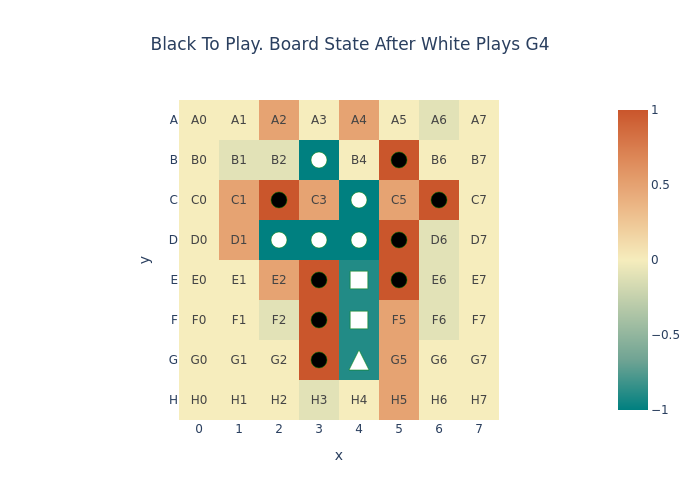 Black To Play. Board State After White Plays G4
A A0 A1 A2 A3 A4 A5 A6 A7
B B0 B1 B2 B4 B6 B7
C C0 C1 C3 C5 C7
D D0 D1 D6 D7
E E0 E1 E2 E6 E7
F F0 F1 F2 F5 F6 F7
G G0 G1 G2 G5 G6 G7
H H0 H1 H2 H3 H4 H5 H6 H7
0 1 2 3 4 5 6 7
x
y
1
0.5
0
−0.5
−1